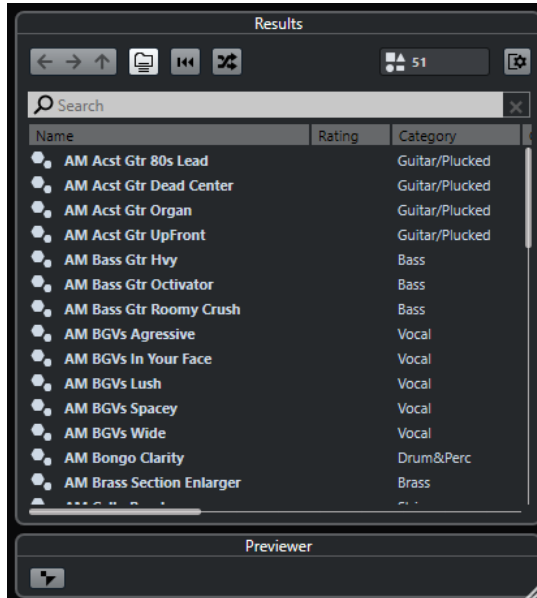 Results
51
Search
Name Rating Category
AM Acst Gtr 80s Lead Guitar/Plucked
AM Acst Gtr Dead Center Guitar/Plucked
AM Acst Gtr Organ Guitar/Plucked
AM Acst Gtr UpFront Guitar/Plucked
AM Bass Gtr Hvy Bass
AM Bass Gtr Octivator Bass
AM Bass Gtr Roomy Crush Bass
AM BGVs Agressive Vocal
AM BGVs In Your Face Vocal
AM BGVs Lush Vocal
AM BGVs Spacey Vocal
AM BGVs Wide Vocal
AM Bongo Clarity Drum&Perc
AM Brass Section Enlarger Brass
Previewer